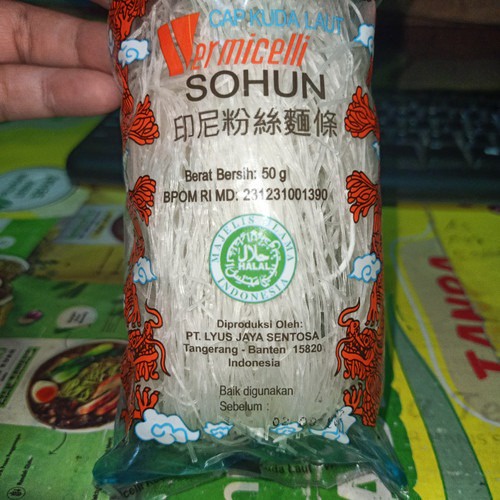 CAP KUDA LAUT
Vermicelli
SOHUN
印尼粉絲麵條
Berat Bersih: 50 g
BPOM RI MD. 231231001390
MAJELIS ULAMA
حلال
HALAL
INDONESIA
Diproduksi Oleh:
PT. LYUS JAYA SENTOSA
Tangerang - Banten 15820
Indonesia
Baik digunakan
Sebelum :